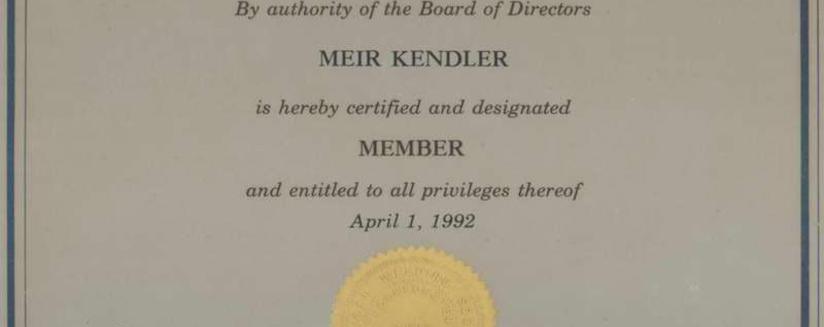 By authority of the Board of Directors
MEIR KENDLER
is hereby certified and designated
MEMBER
and entitled to all privileges thereof
April 1, 1992